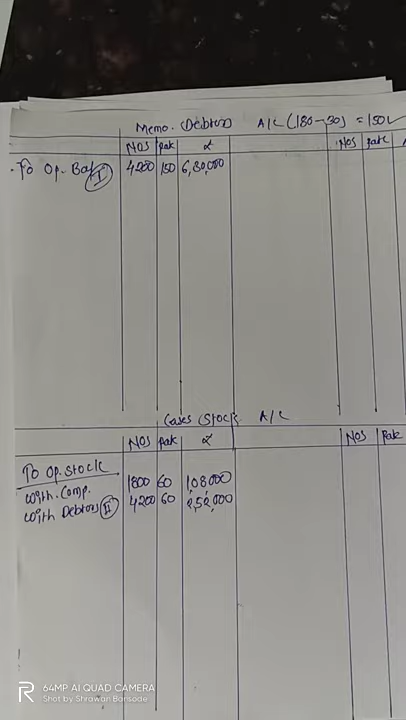 Memo. Debtors A/C (180-30) = 150
NOS Rate ₹ NOS Rate
To Op. Bal I 4200 150 6,30,000
Cases Stock A/C
NOS Rate ₹ NOS Rate
To Op. Stock
With. Comp. 1800 60 1,08000
With Debtors II 4200 60 2,52,000
64MP AI QUAD CAMERA
Shot by Shrawan Bansode